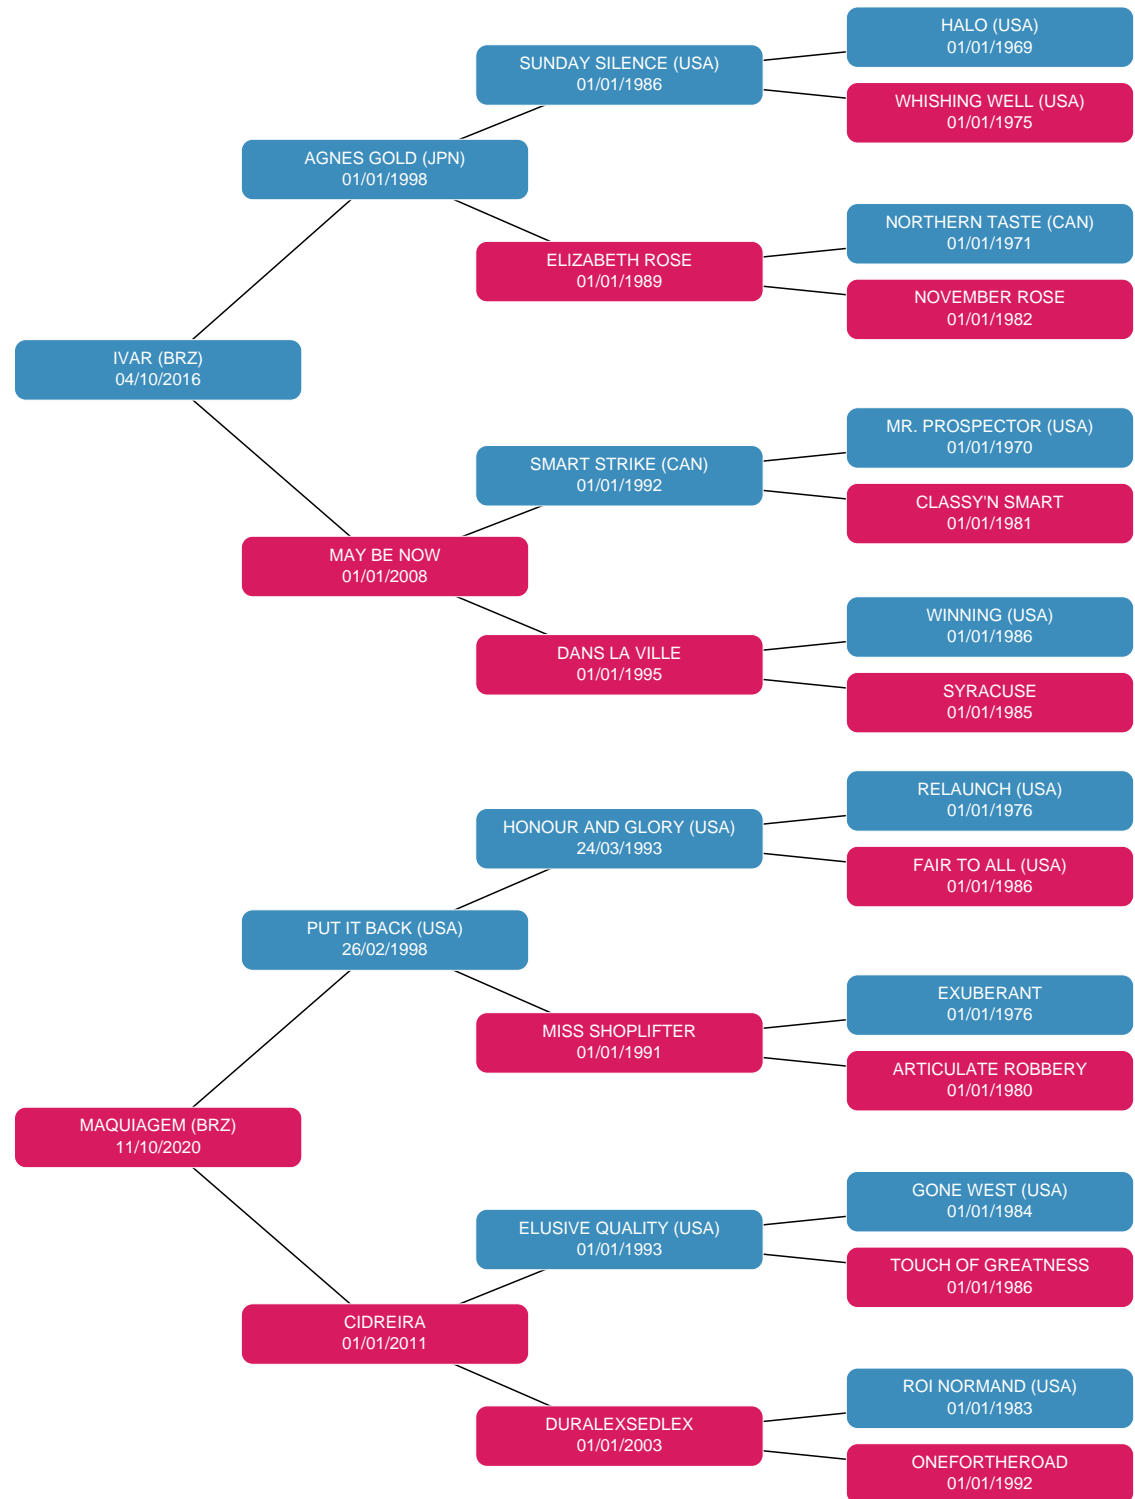 HALO (USA)
01/01/1969
SUNDAY SILENCE (USA)
01/01/1986
WHISHING WELL (USA)
01/01/1975
AGNES GOLD (JPN)
01/01/1998
NORTHERN TASTE (CAN)
01/01/1971
ELIZABETH ROSE
01/01/1989
NOVEMBER ROSE
01/01/1982
IVAR (BRZ)
04/10/2016
MR. PROSPECTOR (USA)
01/01/1970
SMART STRIKE (CAN)
01/01/1992
CLASSY'N SMART
01/01/1981
MAY BE NOW
01/01/2008
WINNING (USA)
01/01/1986
DANS LA VILLE
01/01/1995
SYRACUSE
01/01/1985
RELAUNCH (USA)
01/01/1976
HONOUR AND GLORY (USA)
24/03/1993
FAIR TO ALL (USA)
01/01/1986
PUT IT BACK (USA)
26/02/1998
EXUBERANT
01/01/1976
MISS SHOPLIFTER
01/01/1991
ARTICULATE ROBBERY
01/01/1980
MAQUIAGEM (BRZ)
11/10/2020
GONE WEST (USA)
01/01/1984
ELUSIVE QUALITY (USA)
01/01/1993
TOUCH OF GREATNESS
01/01/1986
CIDREIRA
01/01/2011
ROI NORMAND (USA)
01/01/1983
DURALEXSEDLEX
01/01/2003
ONEFORTHEROAD
01/01/1992